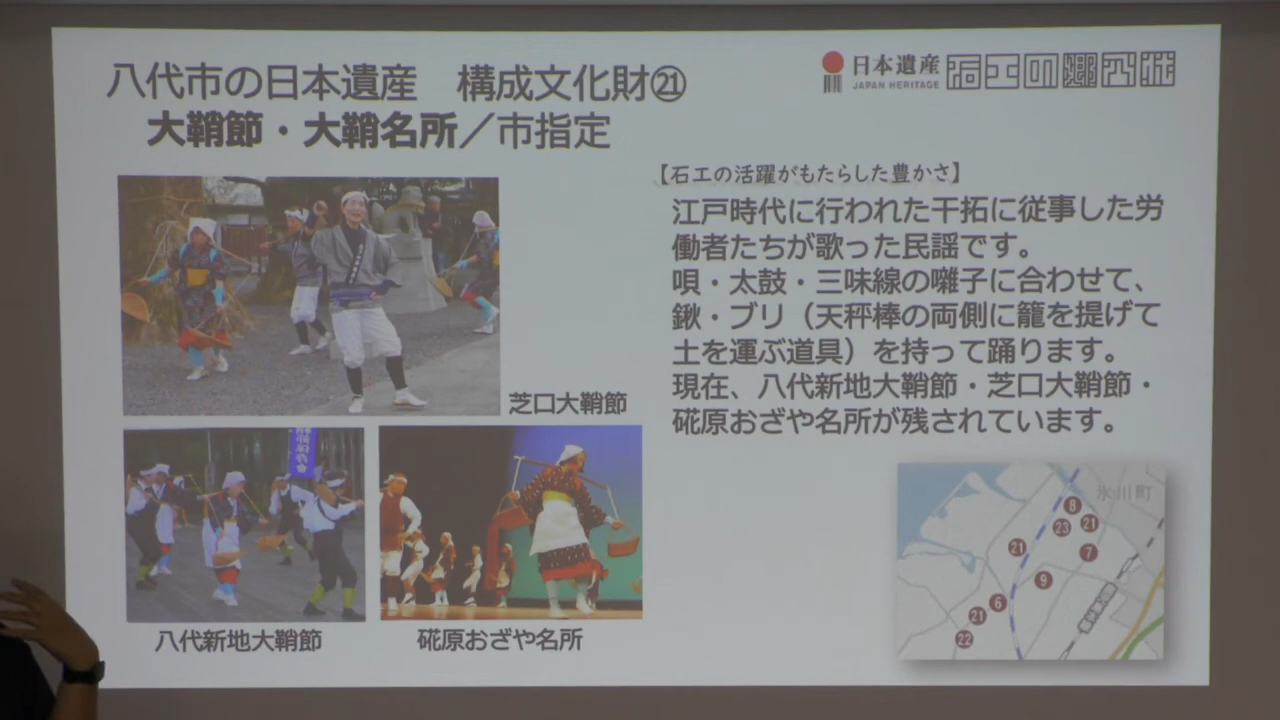 八代市の日本遺産　構成文化財㉑
大鞘節・大鞘名所／市指定
日本遺産
JAPAN HERITAGE
石工の郷八代
【石工の活躍がもたらした豊かさ】
江戸時代に行われた干拓に従事した労
働者たちが歌った民謡です。
唄・太鼓・三味線の囃子に合わせて、
鍬・ブリ（天秤棒の両側に籠を提げて
土を運ぶ道具）を持って踊ります。
現在、八代新地大鞘節・芝口大鞘節・
硴原おざや名所が残されています。
芝口大鞘節
八代新地大鞘節
硴原おざや名所
氷川町
8
23
21
21
7
9
6
21
22